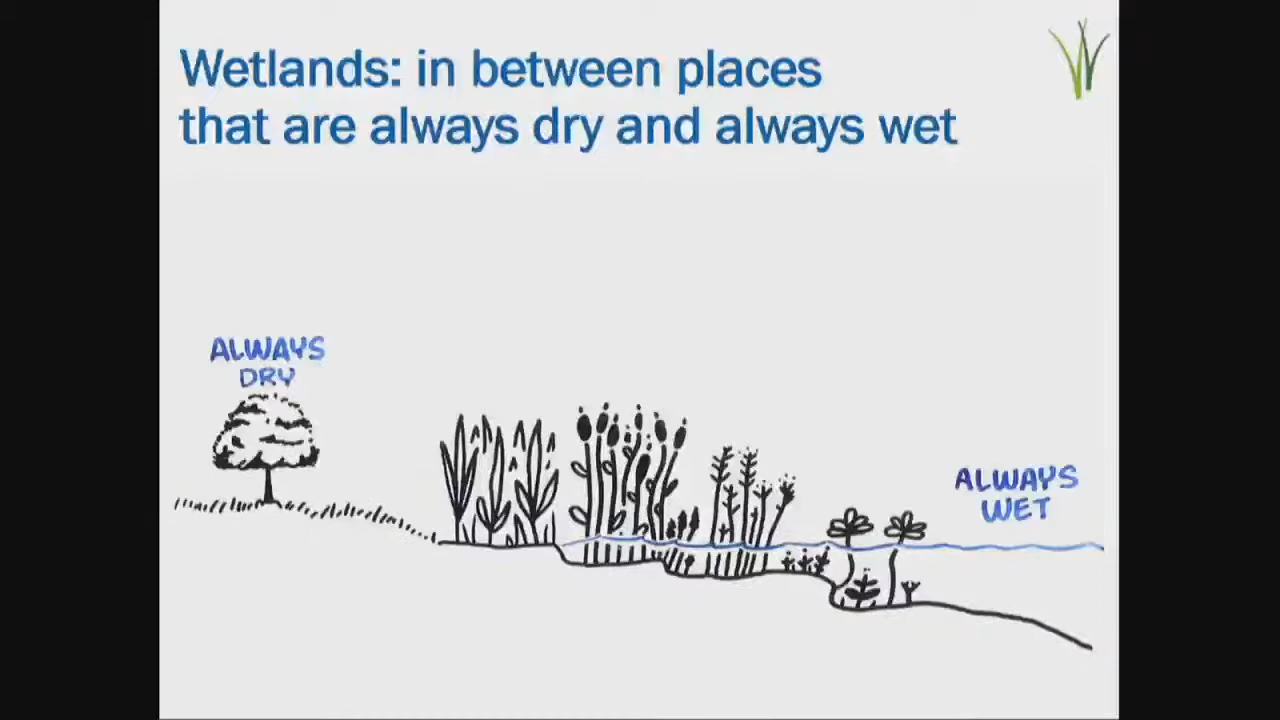 Wetlands: in between places
that are always dry and always wet
ALWAYS
DRY
ALWAYS
WET